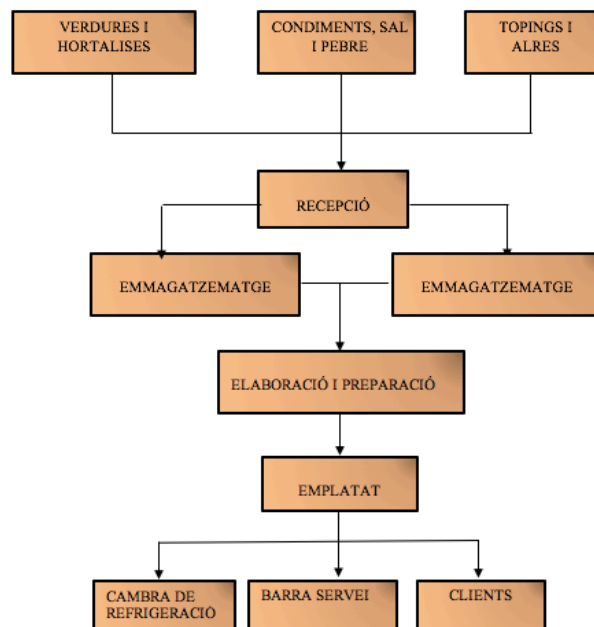 VERDURES I
HORTALISES
CONDIMENTS, SAL
I PEBRE
TOPINGS I
ALRES
RECEPCIÓ
EMMAGATZEMATGE
EMMAGATZEMATGE
ELABORACIÓ I PREPARACIÓ
EMPLATAT
CAMBRA DE
REFRIGERACIÓ
BARRA SERVEI
CLIENTS